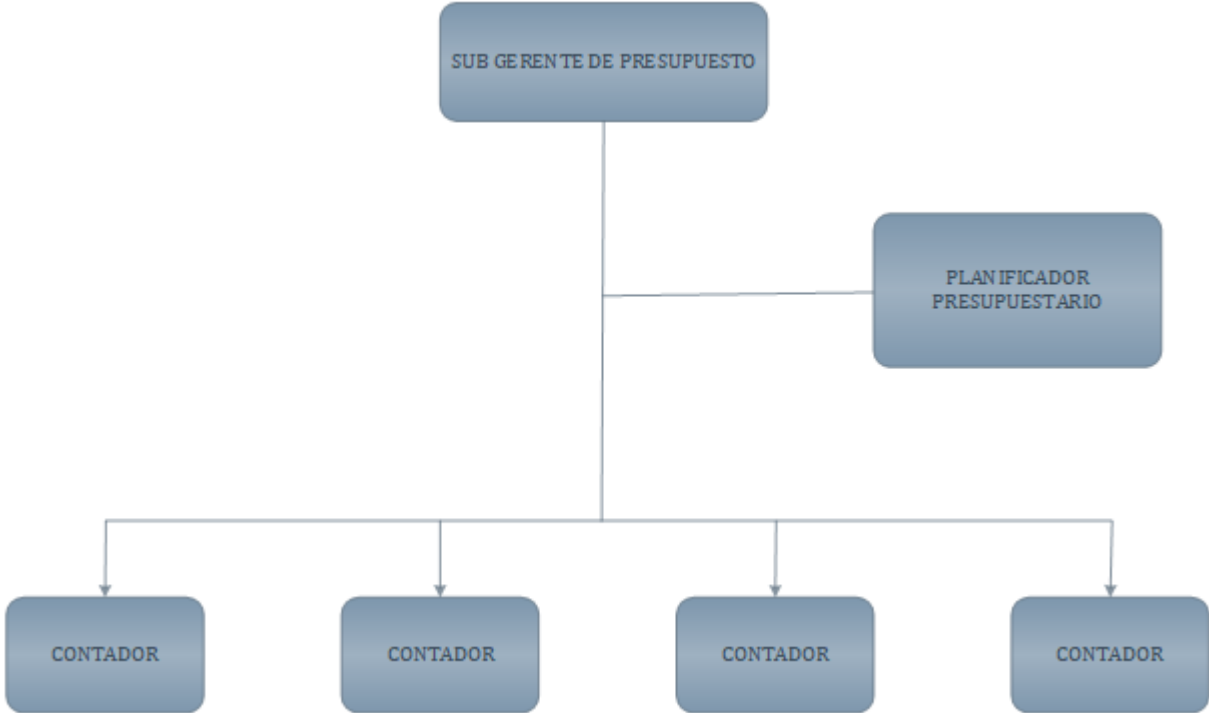 SUB GERENTE DE PRESUPUESTO
PLANIFICADOR
PRESUPUESTARIO
CONTADOR
CONTADOR
CONTADOR
CONTADOR